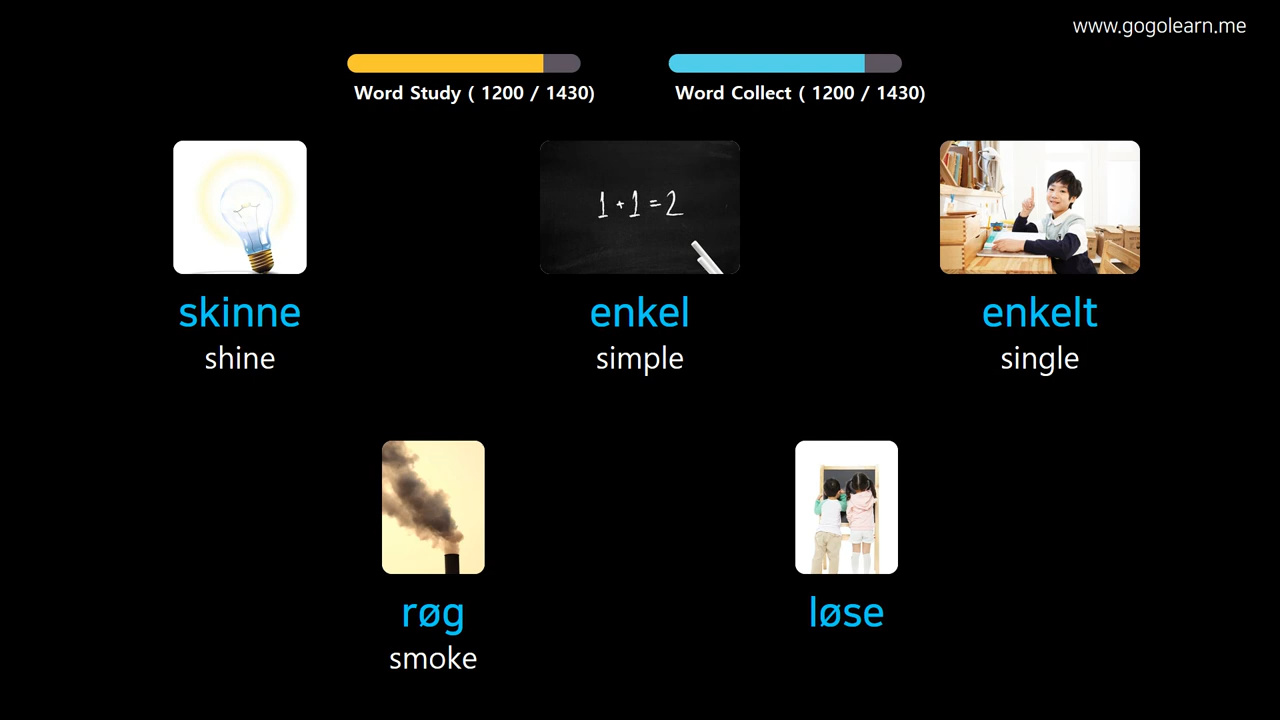 www.gogolearn.me
Word Study ( 1200 / 1430)
Word Collect ( 1200 / 1430)
1+1=2
skinne
shine
enkel
simple
enkelt
single
røg
smoke
løse